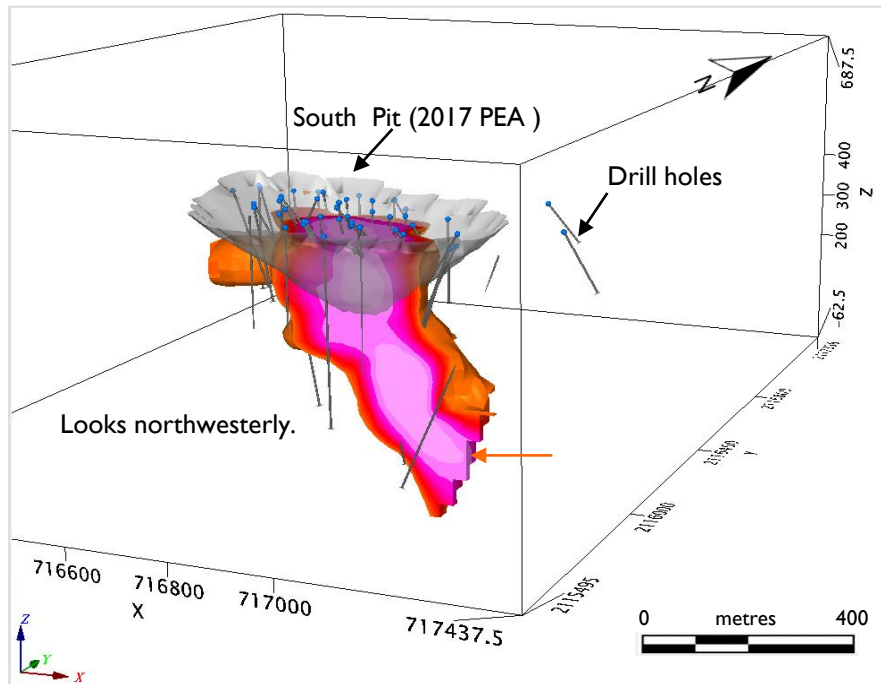 687.5
N
South Pit (2017 PEA )
400
300
Z
200
Drill holes
-62.5
Looks northwesterly.
Y
2116000
716600
716800
717000
717437.5
X
2115495
0 metres 400
Z
Y
X